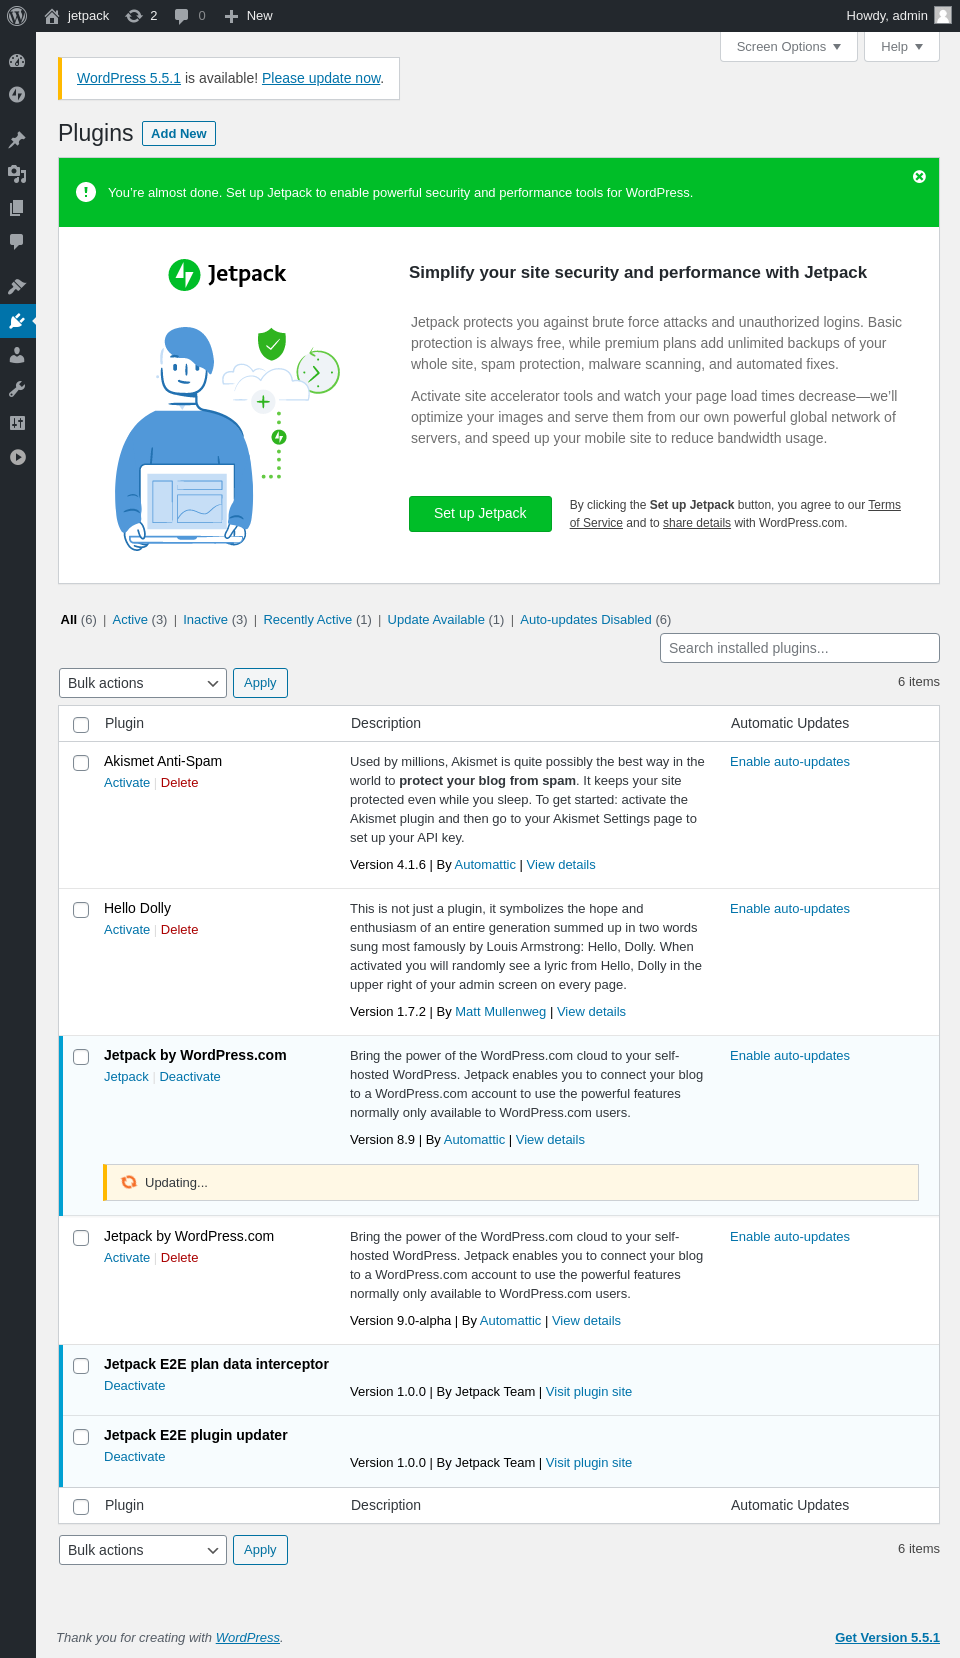 jetpack 2 0 New Howdy, admin
Screen Options Help
WordPress 5.5.1 is available! Please update now.
Plugins Add New
You're almost done. Set up Jetpack to enable powerful security and performance tools for WordPress.
Jetpack
Simplify your site security and performance with Jetpack
Jetpack protects you against brute force attacks and unauthorized logins. Basic
protection is always free, while premium plans add unlimited backups of your
whole site, spam protection, malware scanning, and automated fixes.
Activate site accelerator tools and watch your page load times decrease—we'll
optimize your images and serve them from our own powerful global network of
servers, and speed up your mobile site to reduce bandwidth usage.
Set up Jetpack
By clicking the Set up Jetpack button, you agree to our Terms
of Service and to share details with WordPress.com.
All (6) | Active (3) | Inactive (3) | Recently Active (1) | Update Available (1) | Auto-updates Disabled (6)
Search installed plugins...
Bulk actions Apply 6 items
Plugin Description Automatic Updates
Akismet Anti-Spam
Activate | Delete
Used by millions, Akismet is quite possibly the best way in the
world to protect your blog from spam. It keeps your site
protected even while you sleep. To get started: activate the
Akismet plugin and then go to your Akismet Settings page to
set up your API key.
Version 4.1.6 | By Automattic | View details
Enable auto-updates
Hello Dolly
Activate | Delete
This is not just a plugin, it symbolizes the hope and
enthusiasm of an entire generation summed up in two words
sung most famously by Louis Armstrong: Hello, Dolly. When
activated you will randomly see a lyric from Hello, Dolly in the
upper right of your admin screen on every page.
Version 1.7.2 | By Matt Mullenweg | View details
Enable auto-updates
Jetpack by WordPress.com
Jetpack | Deactivate
Bring the power of the WordPress.com cloud to your self-
hosted WordPress. Jetpack enables you to connect your blog
to a WordPress.com account to use the powerful features
normally only available to WordPress.com users.
Version 8.9 | By Automattic | View details
Enable auto-updates
Updating...
Jetpack by WordPress.com
Activate | Delete
Bring the power of the WordPress.com cloud to your self-
hosted WordPress. Jetpack enables you to connect your blog
to a WordPress.com account to use the powerful features
normally only available to WordPress.com users.
Version 9.0-alpha | By Automattic | View details
Enable auto-updates
Jetpack E2E plan data interceptor
Deactivate
Version 1.0.0 | By Jetpack Team | Visit plugin site
Jetpack E2E plugin updater
Deactivate
Version 1.0.0 | By Jetpack Team | Visit plugin site
Plugin Description Automatic Updates
Bulk actions Apply 6 items
Thank you for creating with WordPress. Get Version 5.5.1